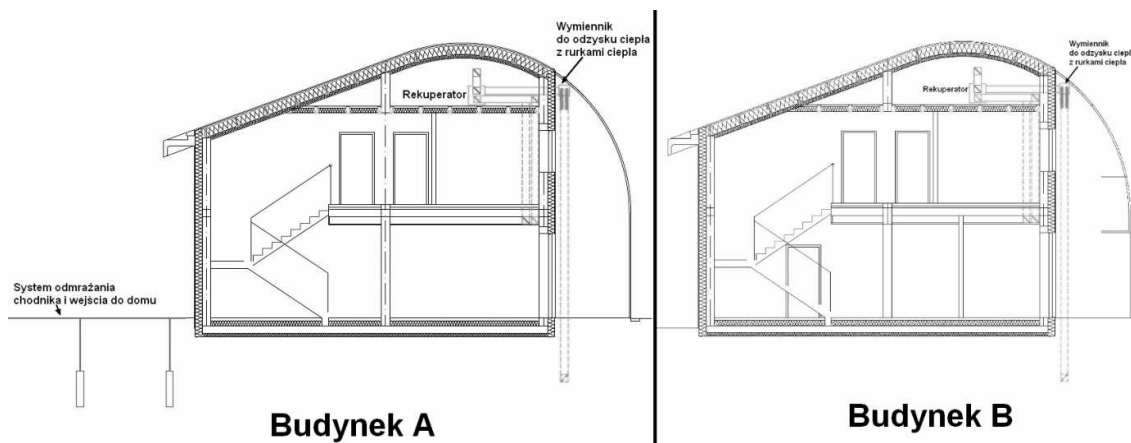 Wymiennik
do odzysku ciepła
z rurkami ciepła
Rekuperator
System odmrażania
chodnika i wejścia do domu
Budynek A
Wymiennik
do odzysku ciepła
z rurkami ciepła
Rekuperator
Budynek B